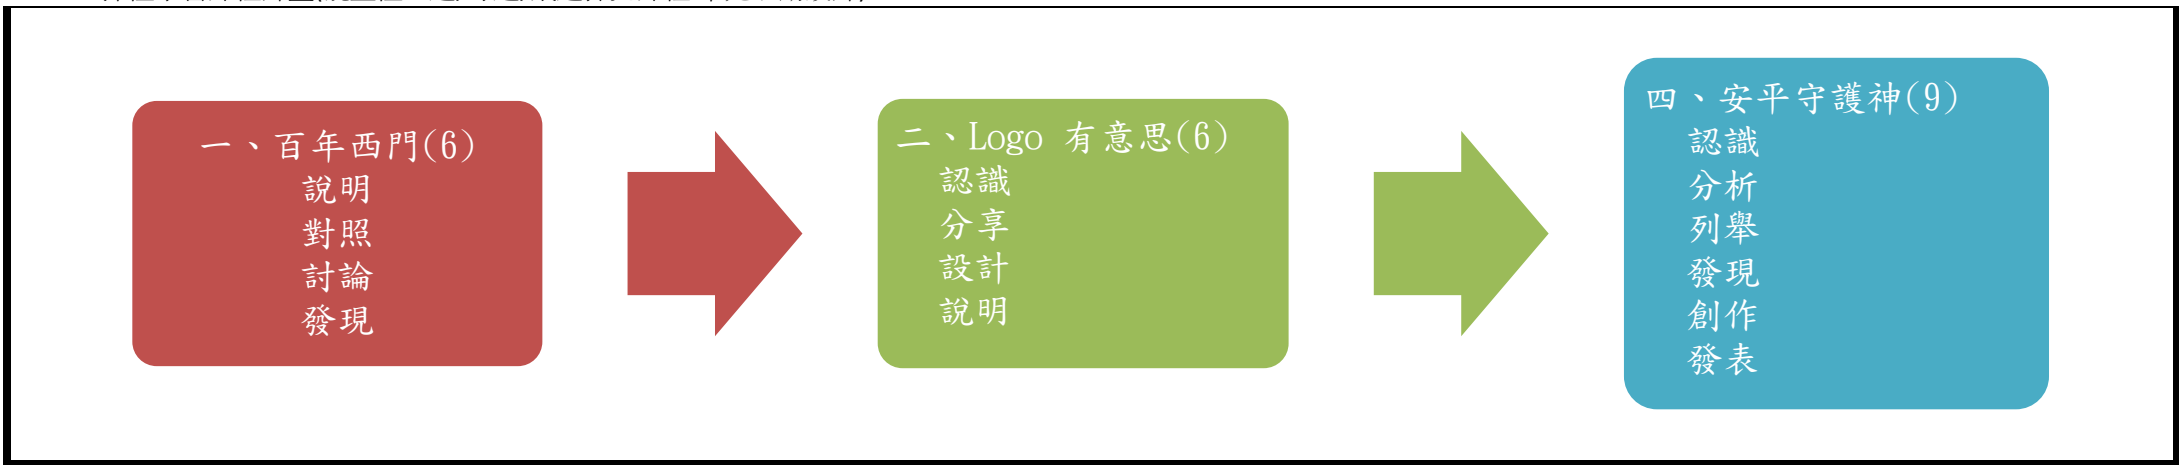 一、百年西門(6)
說明
對照
討論
發現
二、Logo 有意思(6)
認識
分享
設計
說明
四、安平守護神(9)
認識
分析
列舉
發現
創作
發表